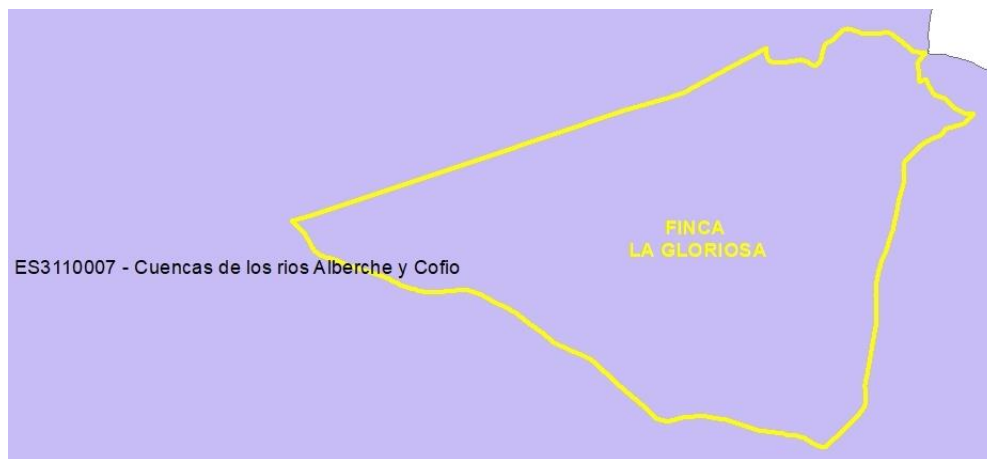 FINCA
LA GLORIOSA
ES3110007 - Cuencas de los rios Alberche y Cofio